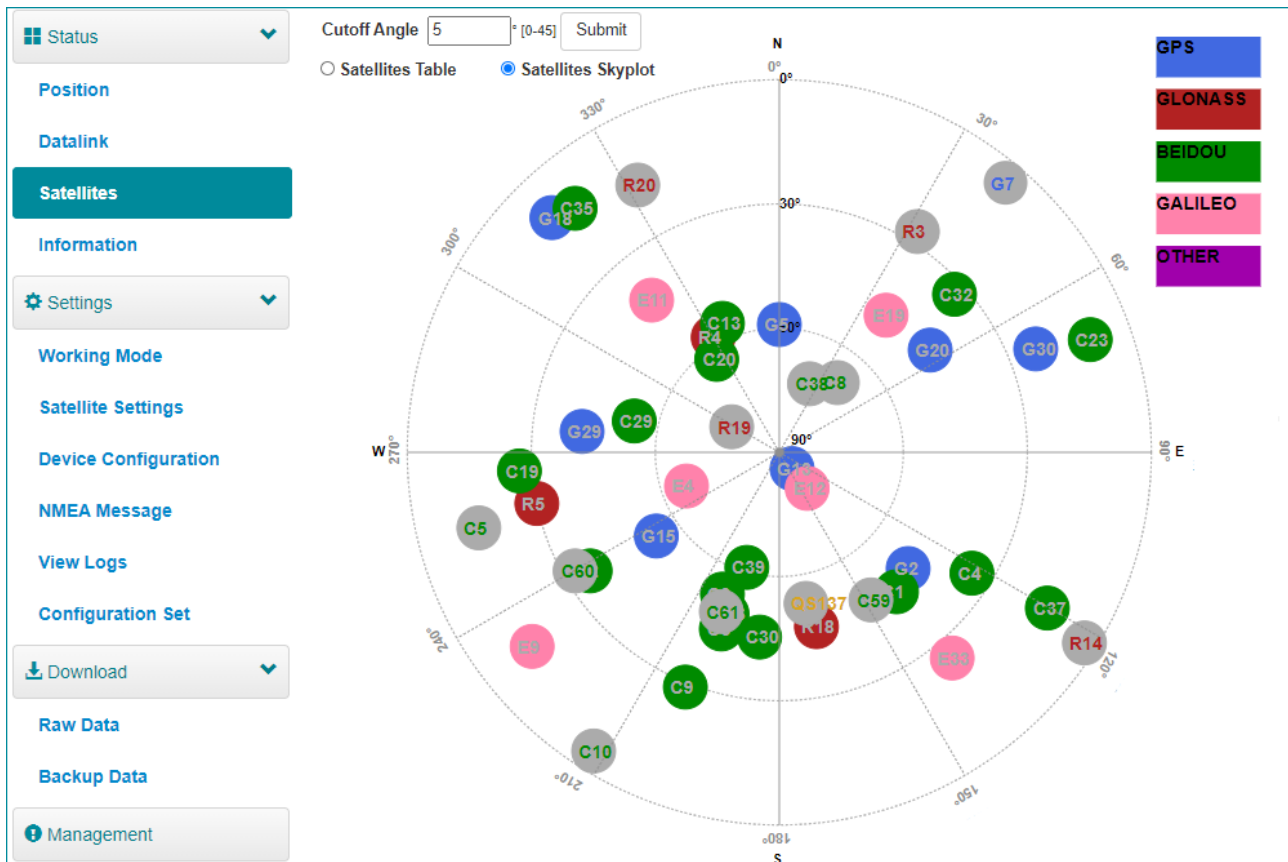 Status
Position
Datalink
Satellites
Information
Settings
Working Mode
Satellite Settings
Device Configuration
NMEA Message
View Logs
Configuration Set
Download
Raw Data
Backup Data
Management
Cutoff Angle 5 ° [0-45] Submit
Satellites Table Satellites Skyplot
N
0°
0°
330°
30°
GPS
GLONASS
BEIDOU
GALILEO
OTHER
R20
G7
G18 C35
30°
R3
300°
60°
E11
C32
E19
C13
G5
R4
G20
G30
C23
C20
C38
C8
G29
C29
R19
90°
W
270°
90°
E
C19
E4
E12
R5
C5
G15
C60
C39
G2
C4
C59
C61
QS137
R18
C37
C30
R14
E9
E33
240°
120°
C9
C10
210°
150°
180°
S